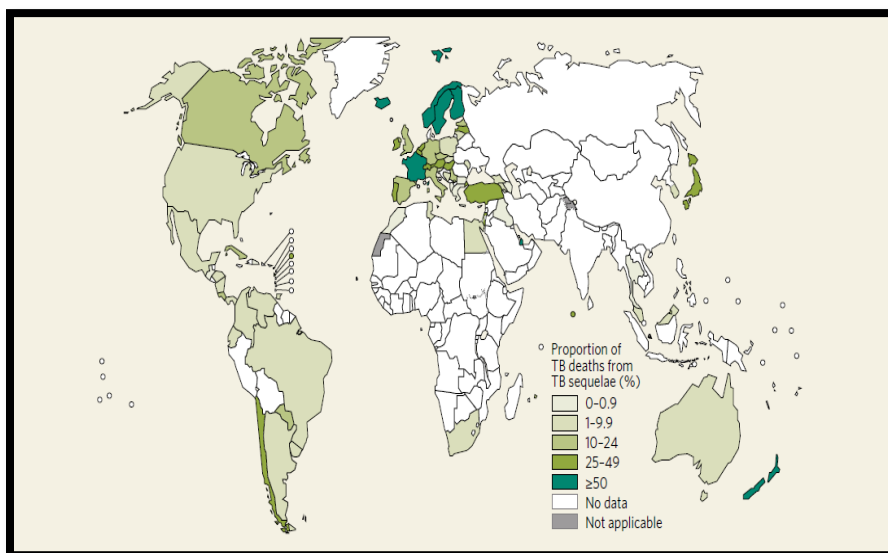 Proportion of
TB deaths from
TB sequelae (%)
0–0.9
1–9.9
10–24
25–49
≥50
No data
Not applicable